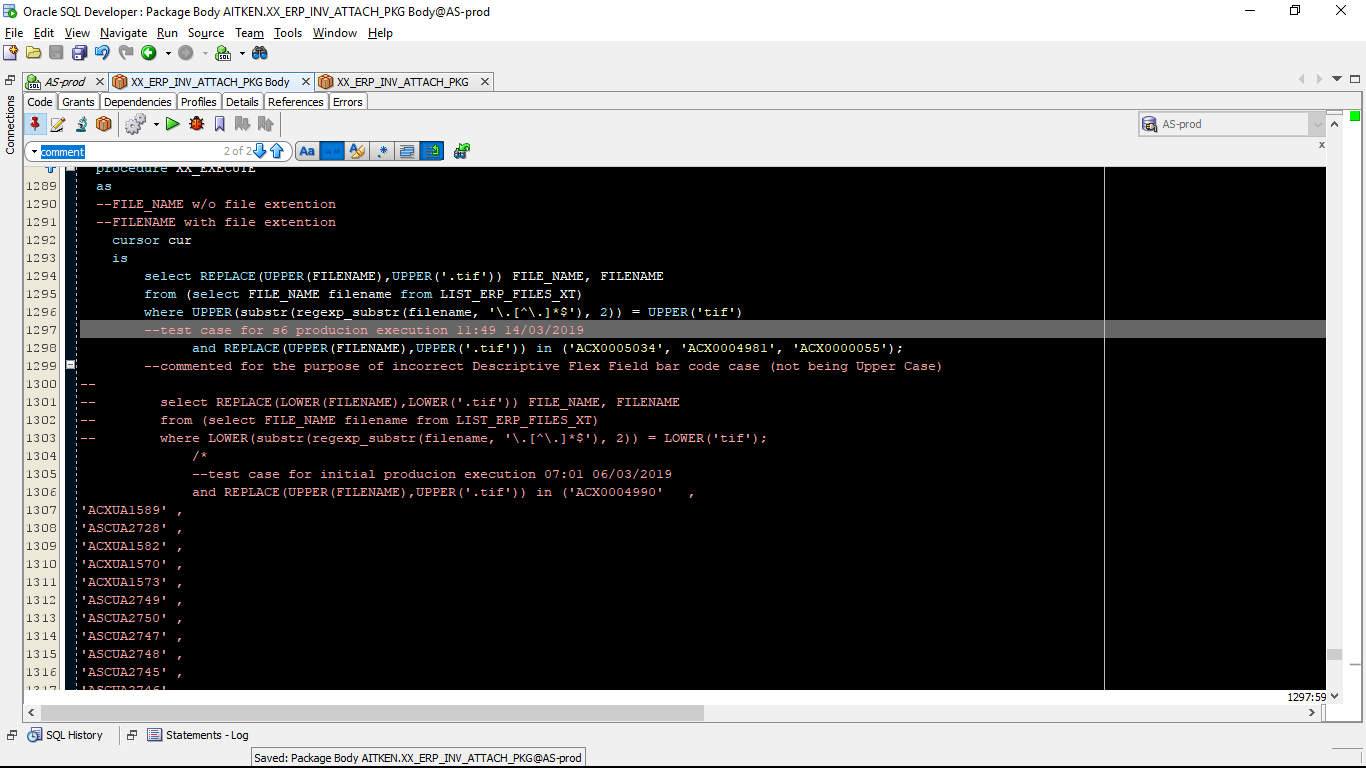 Oracle SQL Developer : Package Body AITKEN.XX_ERP_INV_ATTACH_PKG Body@AS-prod
File Edit View Navigate Run Source Team Tools Window Help
AS-prod XX_ERP_INV_ATTACH_PKG Body XX_ERP_INV_ATTACH_PKG
Connections
Code Grants Dependencies Profiles Details References Errors
AS-prod
comment 2 of 2 Aa
procedure XX_EXECUTE
1289 as
1290 --FILE_NAME w/o file extention
1291 --FILENAME with file extention
1292 cursor cur
1293 is
1294 select REPLACE(UPPER(FILENAME),UPPER('.tif')) FILE_NAME, FILENAME
1295 from (select FILE_NAME filename from LIST_ERP_FILES_XT)
1296 where UPPER(substr(regexp_substr(filename, '\.[^\.]*$'), 2)) = UPPER('tif')
1297 --test case for s6 producion execution 11:49 14/03/2019
1298 and REPLACE(UPPER(FILENAME),UPPER('.tif')) in ('ACX0005034', 'ACX0004981', 'ACX0000055');
1299 --commented for the purpose of incorrect Descriptive Flex Field bar code case (not being Upper Case)
1300 --
1301 -- select REPLACE(LOWER(FILENAME),LOWER('.tif')) FILE_NAME, FILENAME
1302 -- from (select FILE_NAME filename from LIST_ERP_FILES_XT)
1303 -- where LOWER(substr(regexp_substr(filename, '\.[^\.]*$'), 2)) = LOWER('tif');
1304 /*
1305 --test case for initial producion execution 07:01 06/03/2019
1306 and REPLACE(UPPER(FILENAME),UPPER('.tif')) in ('ACX0004990' ,
1307 'ACXUA1589' ,
1308 'ASCUA2728' ,
1309 'ACXUA1582' ,
1310 'ACXUA1570' ,
1311 'ACXUA1573' ,
1312 'ASCUA2749' ,
1313 'ASCUA2750' ,
1314 'ASCUA2747' ,
1315 'ASCUA2748' ,
1316 'ASCUA2745' ,
1317 'ASCUA2746'
1297:59
SQL History Statements - Log
Saved: Package Body AITKEN.XX_ERP_INV_ATTACH_PKG@AS-prod